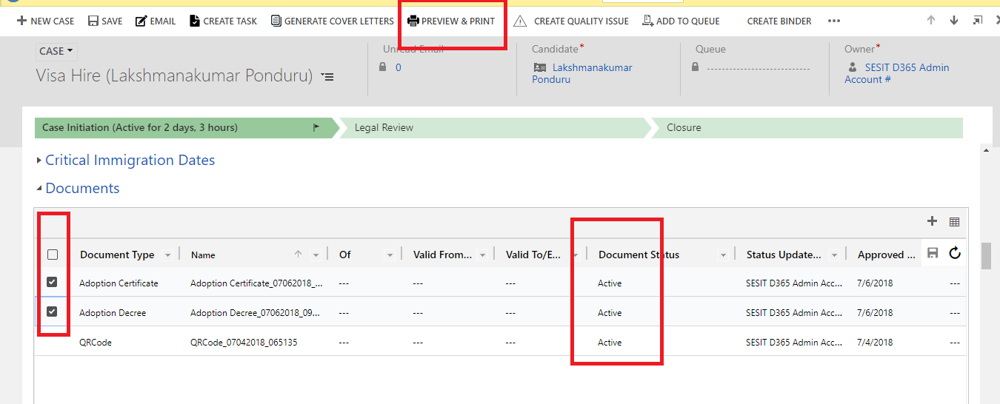 NEW CASE SAVE EMAIL CREATE TASK GENERATE COVER LETTERS PREVIEW & PRINT CREATE QUALITY ISSUE ADD TO QUEUE CREATE BINDER •••
CASE Unread Email Candidate* Queue Owner*
Visa Hire (Lakshmanakumar Ponduru) 0 Lakshmanakumar Ponduru SESIT D365 Admin Account #
Case Initiation (Active for 2 days, 3 hours) Legal Review Closure
Critical Immigration Dates
Documents
Document Type Name Of Valid From... Valid To/E... Document Status Status Update... Approved ...
Adoption Certificate Adoption Certificate_07062018_... --- --- --- Active SESIT D365 Admin Acc... 7/6/2018 ---
Adoption Decree Adoption Decree_07062018_09... --- --- --- Active SESIT D365 Admin Acc... 7/6/2018 ---
QRCode QRCode_07042018_065135 --- --- --- Active SESIT D365 Admin Acc... 7/4/2018 ---